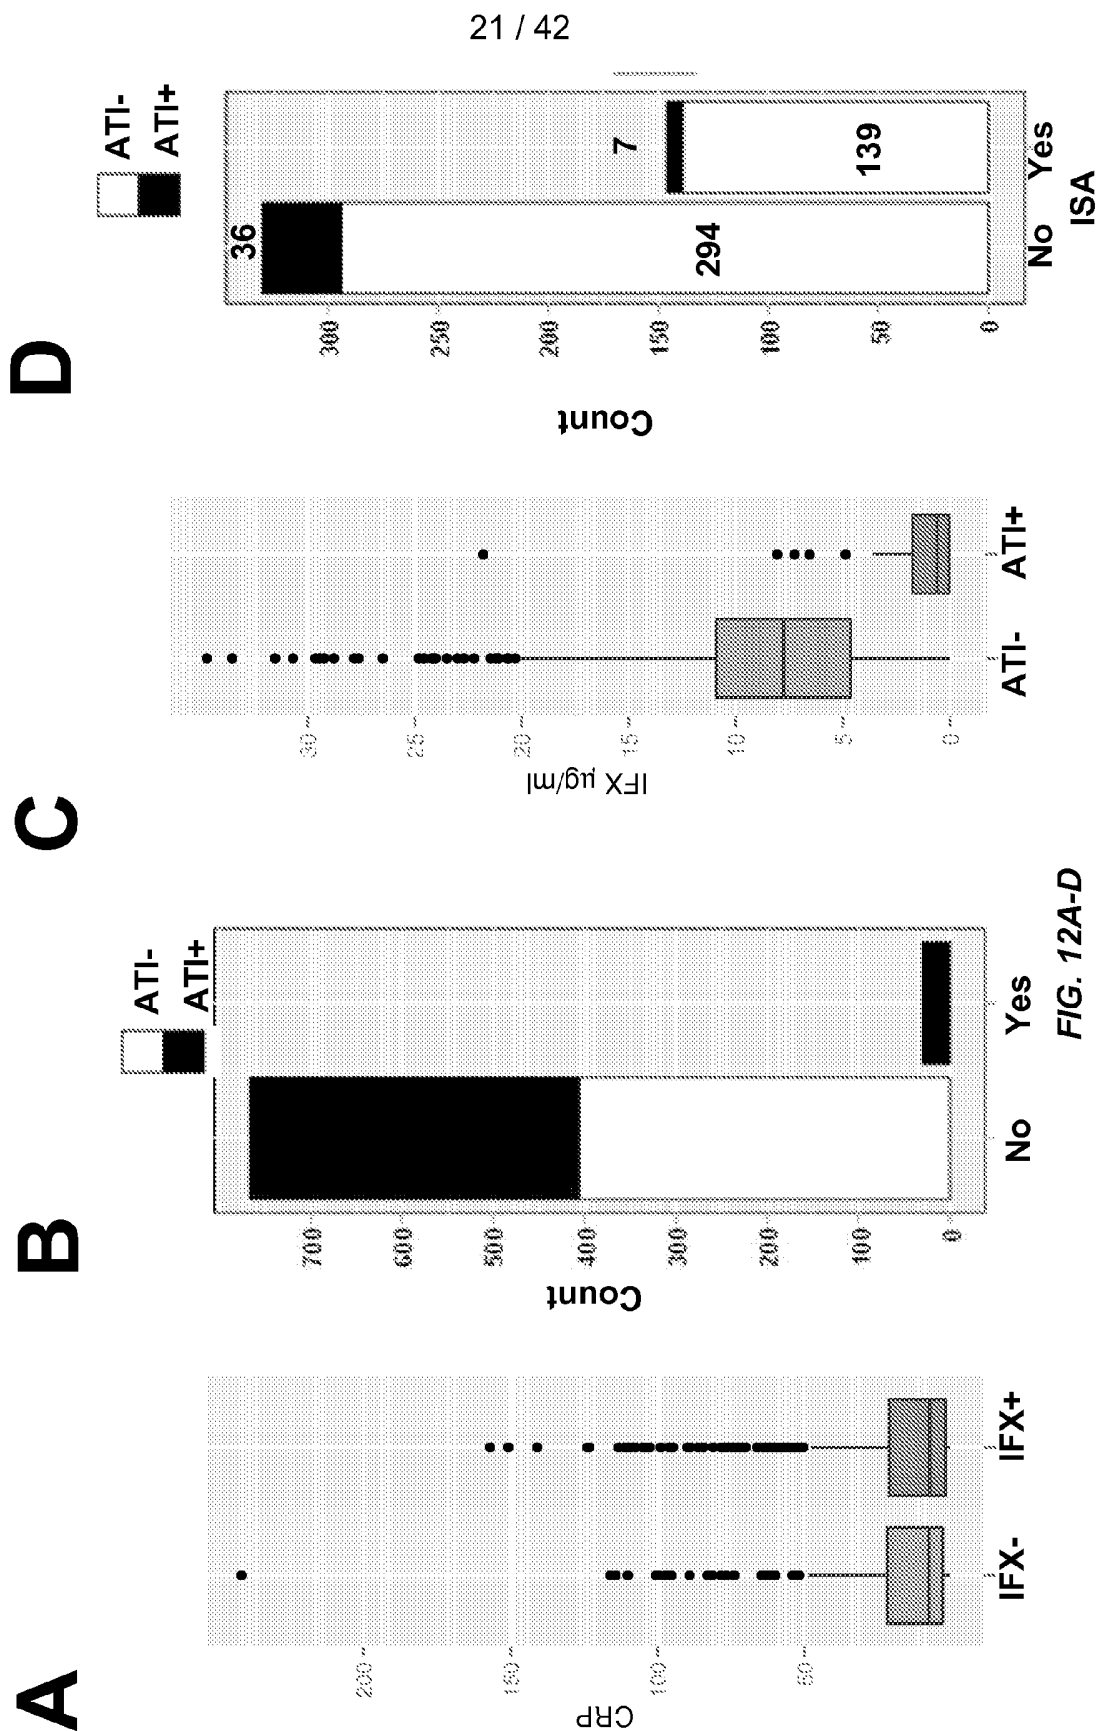 21 / 42
A
CRP
200
150
100
50
IFX-
IFX+
B
ATI-
ATI+
Count
700
600
500
400
300
200
100
0
No
Yes
C
IFX µg/ml
30
25
20
15
10
5
0
ATI-
ATI+
D
ATI-
ATI+
Count
300
250
200
150
100
50
0
36
294
7
139
No
Yes
ISA
FIG. 12A-D